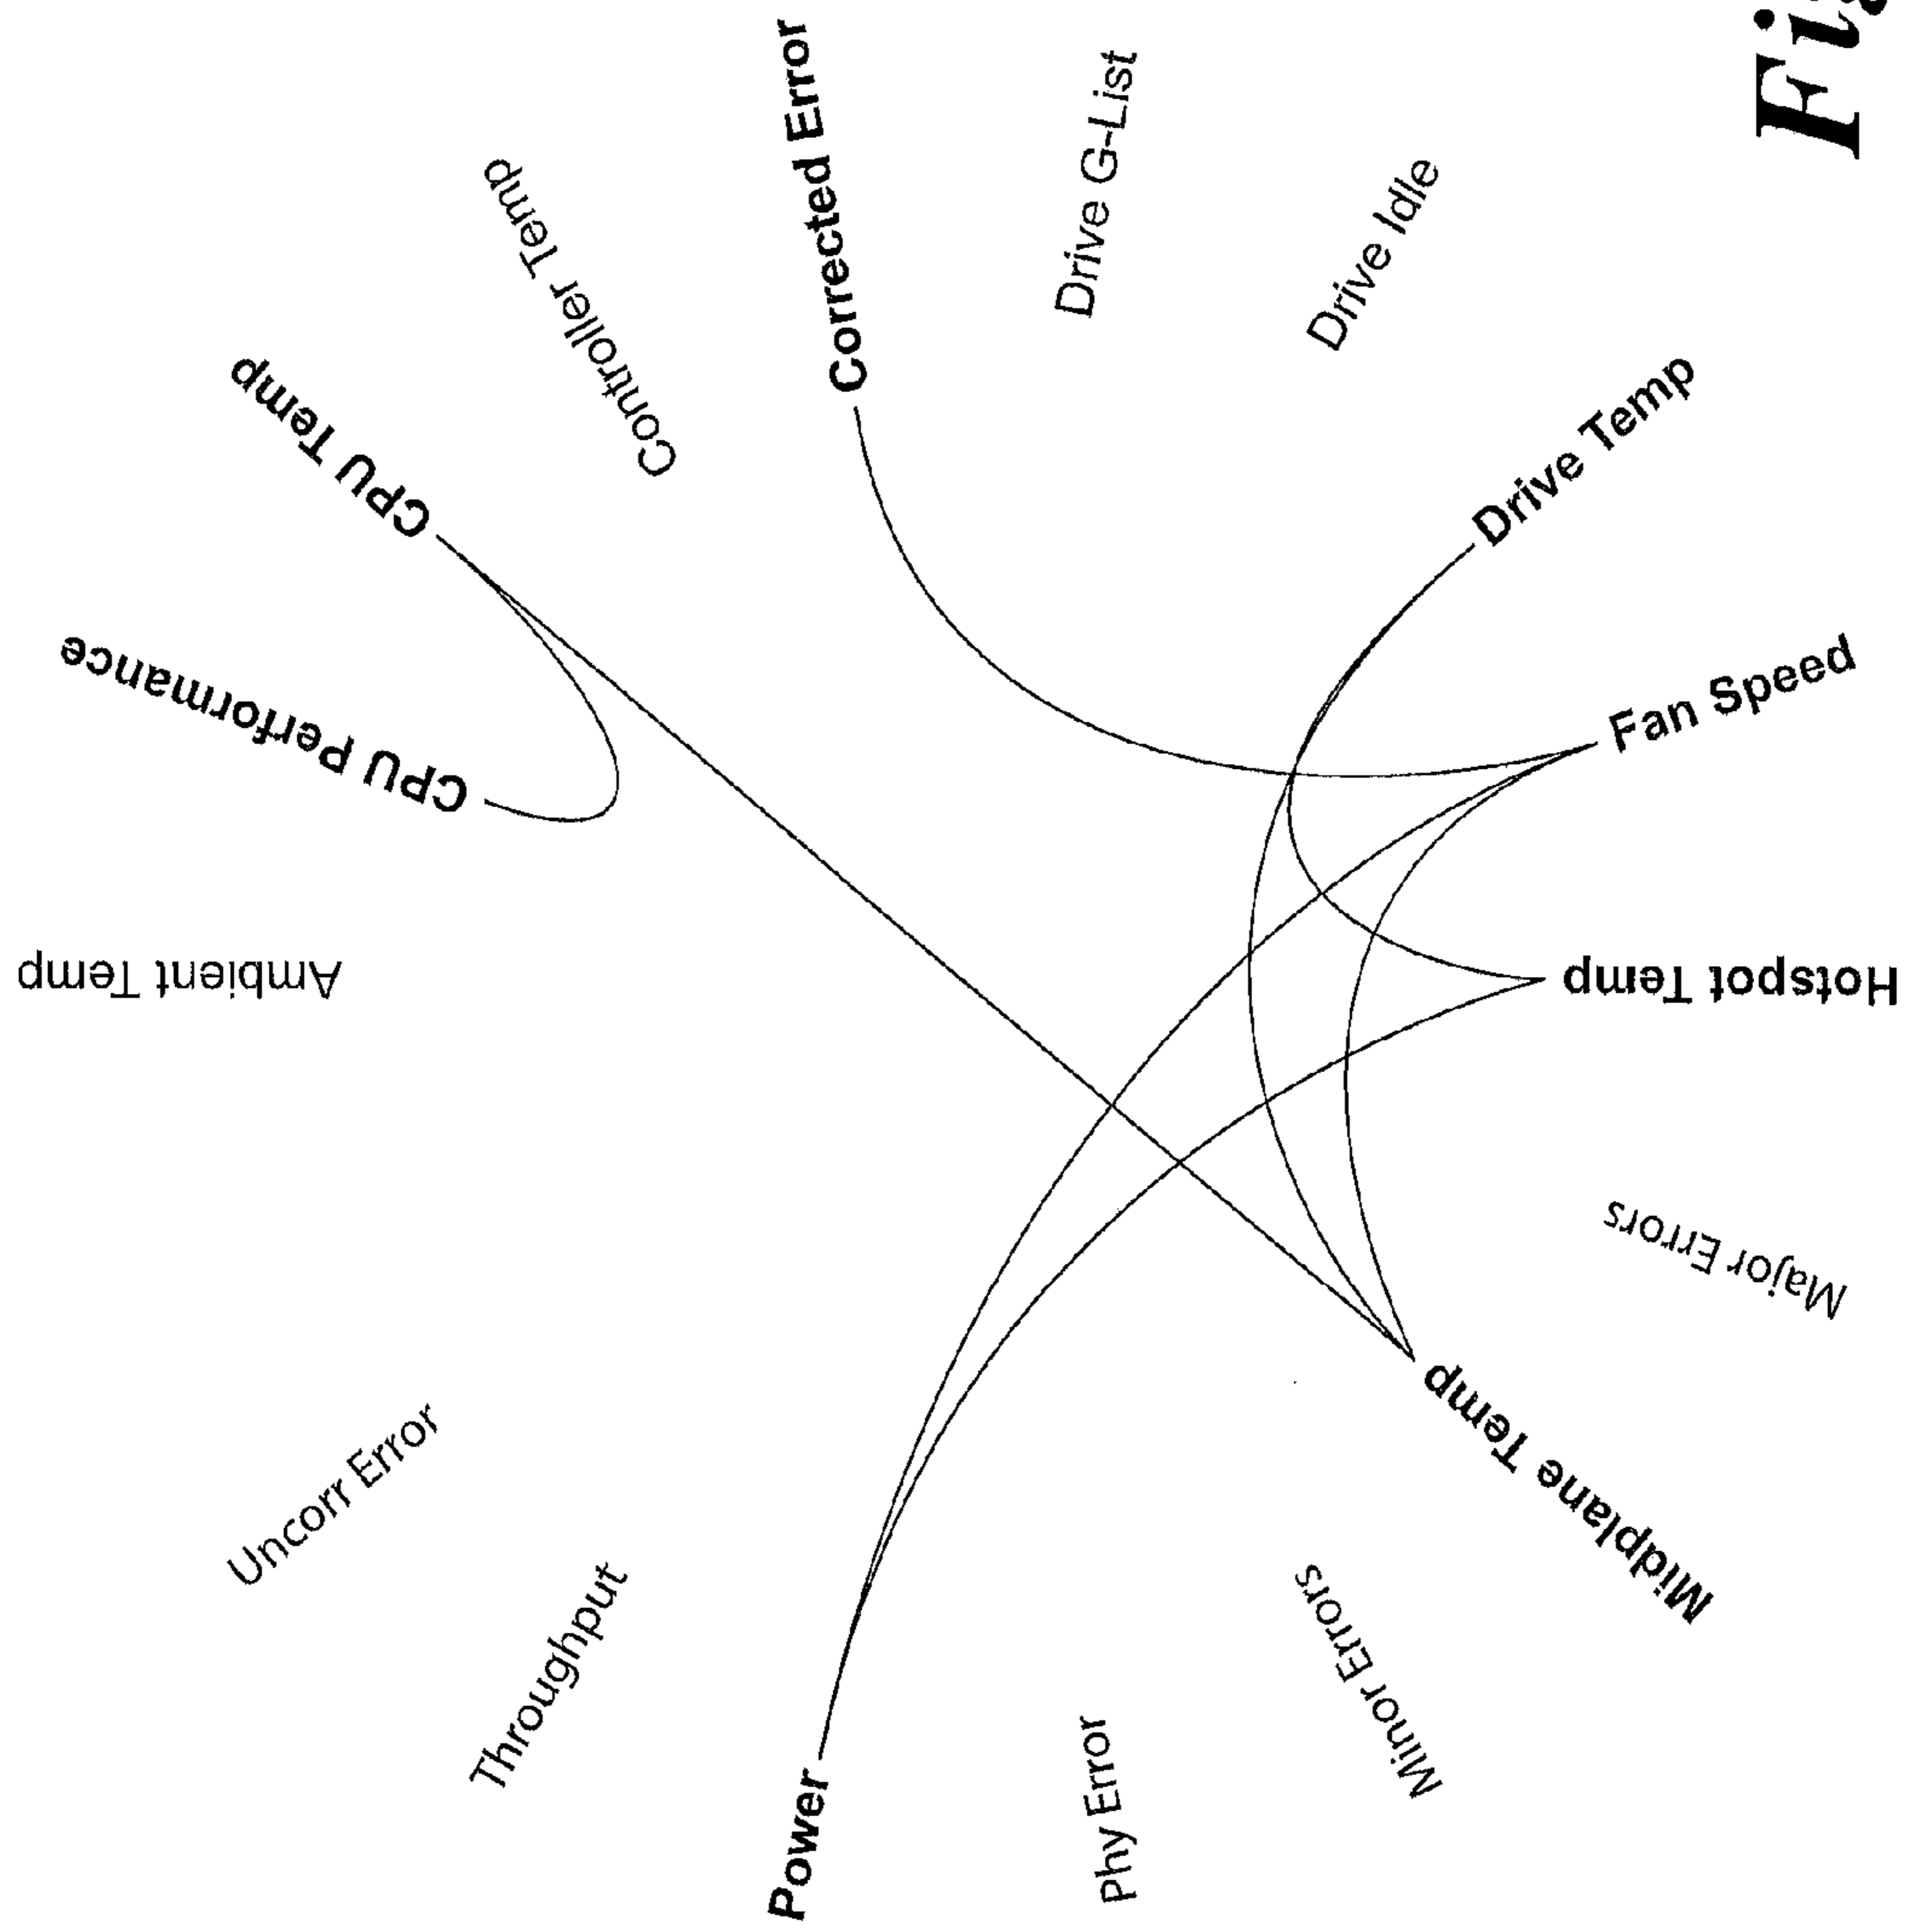 Corrected Error
Drive G-List
Drive Idle
Drive Temp
Fan Speed
Hotspot Temp
Major Errors
Midplane Temp
Minor Errors
Phy Error
Power
Throughput
Uncorr Error
Ambient Temp
CPU Performance
CPU Temp
Controller Temp